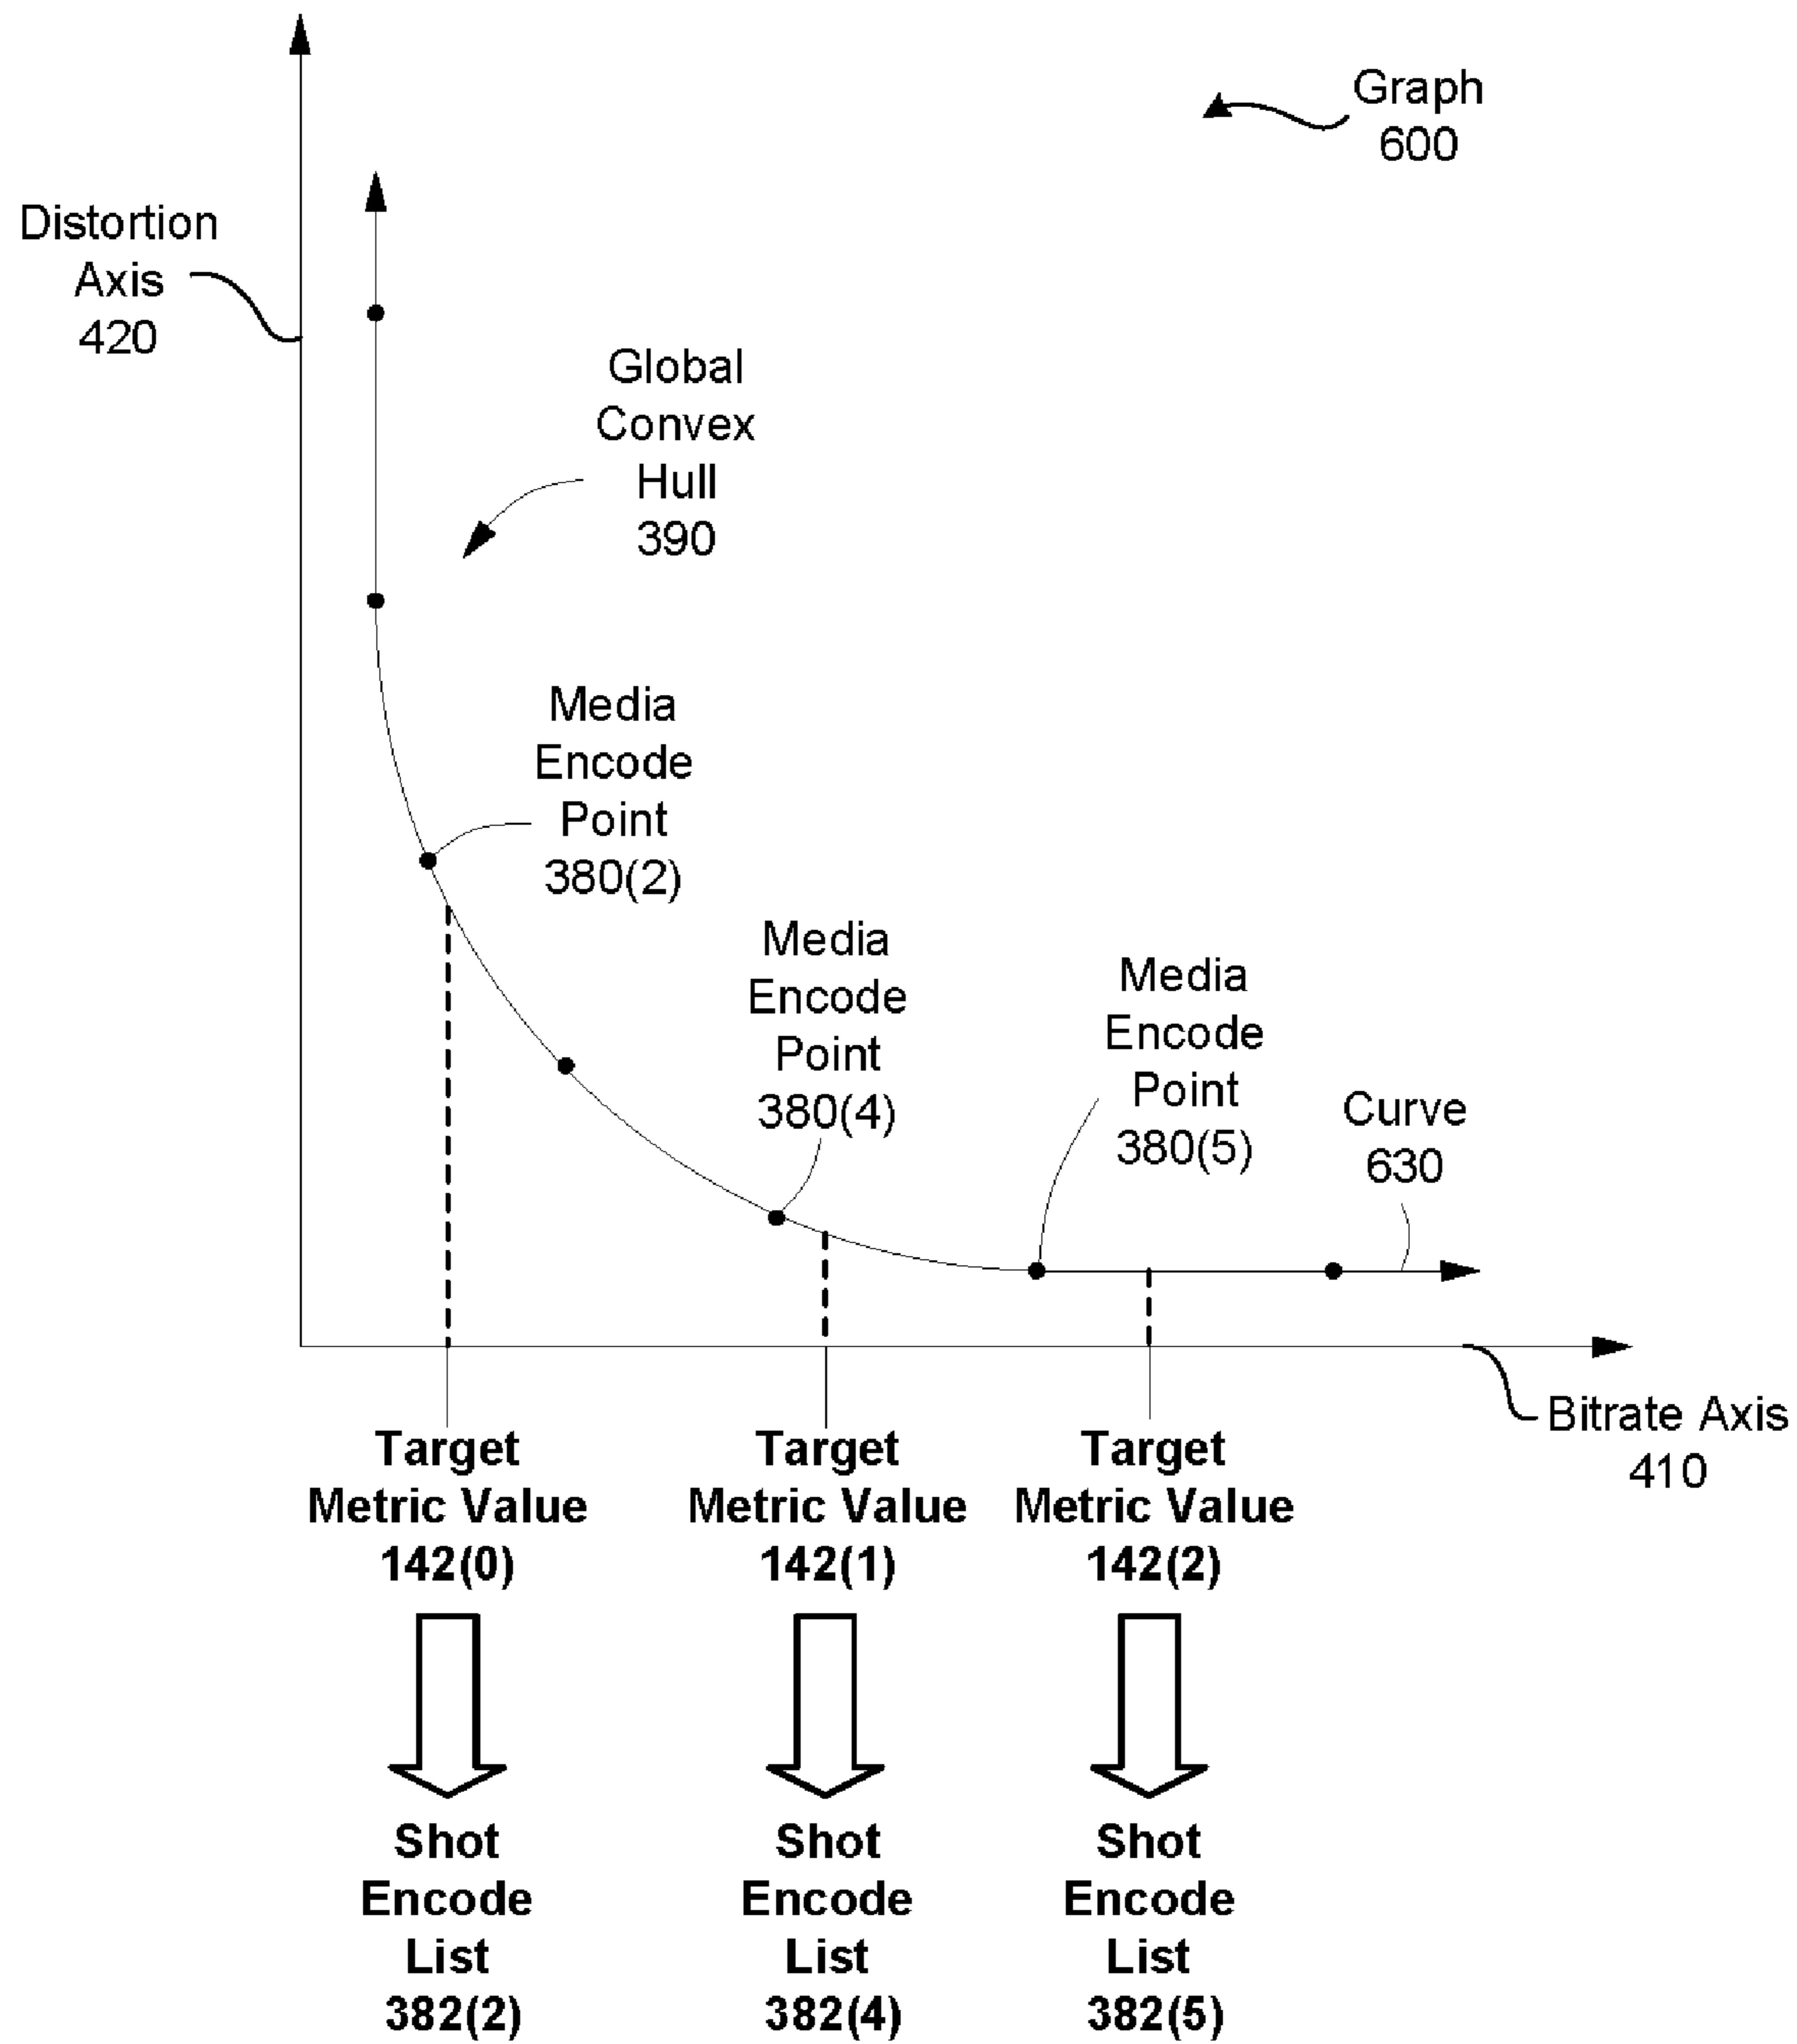 Graph
600
Distortion
Axis
420
Global
Convex
Hull
390
Media
Encode
Point
380(2)
Media
Encode
Point
380(4)
Media
Encode
Point
380(5)
Curve
630
Bitrate Axis
410
Target
Metric Value
142(0)
Target
Metric Value
142(1)
Target
Metric Value
142(2)
Shot
Encode
List
382(2)
Shot
Encode
List
382(4)
Shot
Encode
List
382(5)